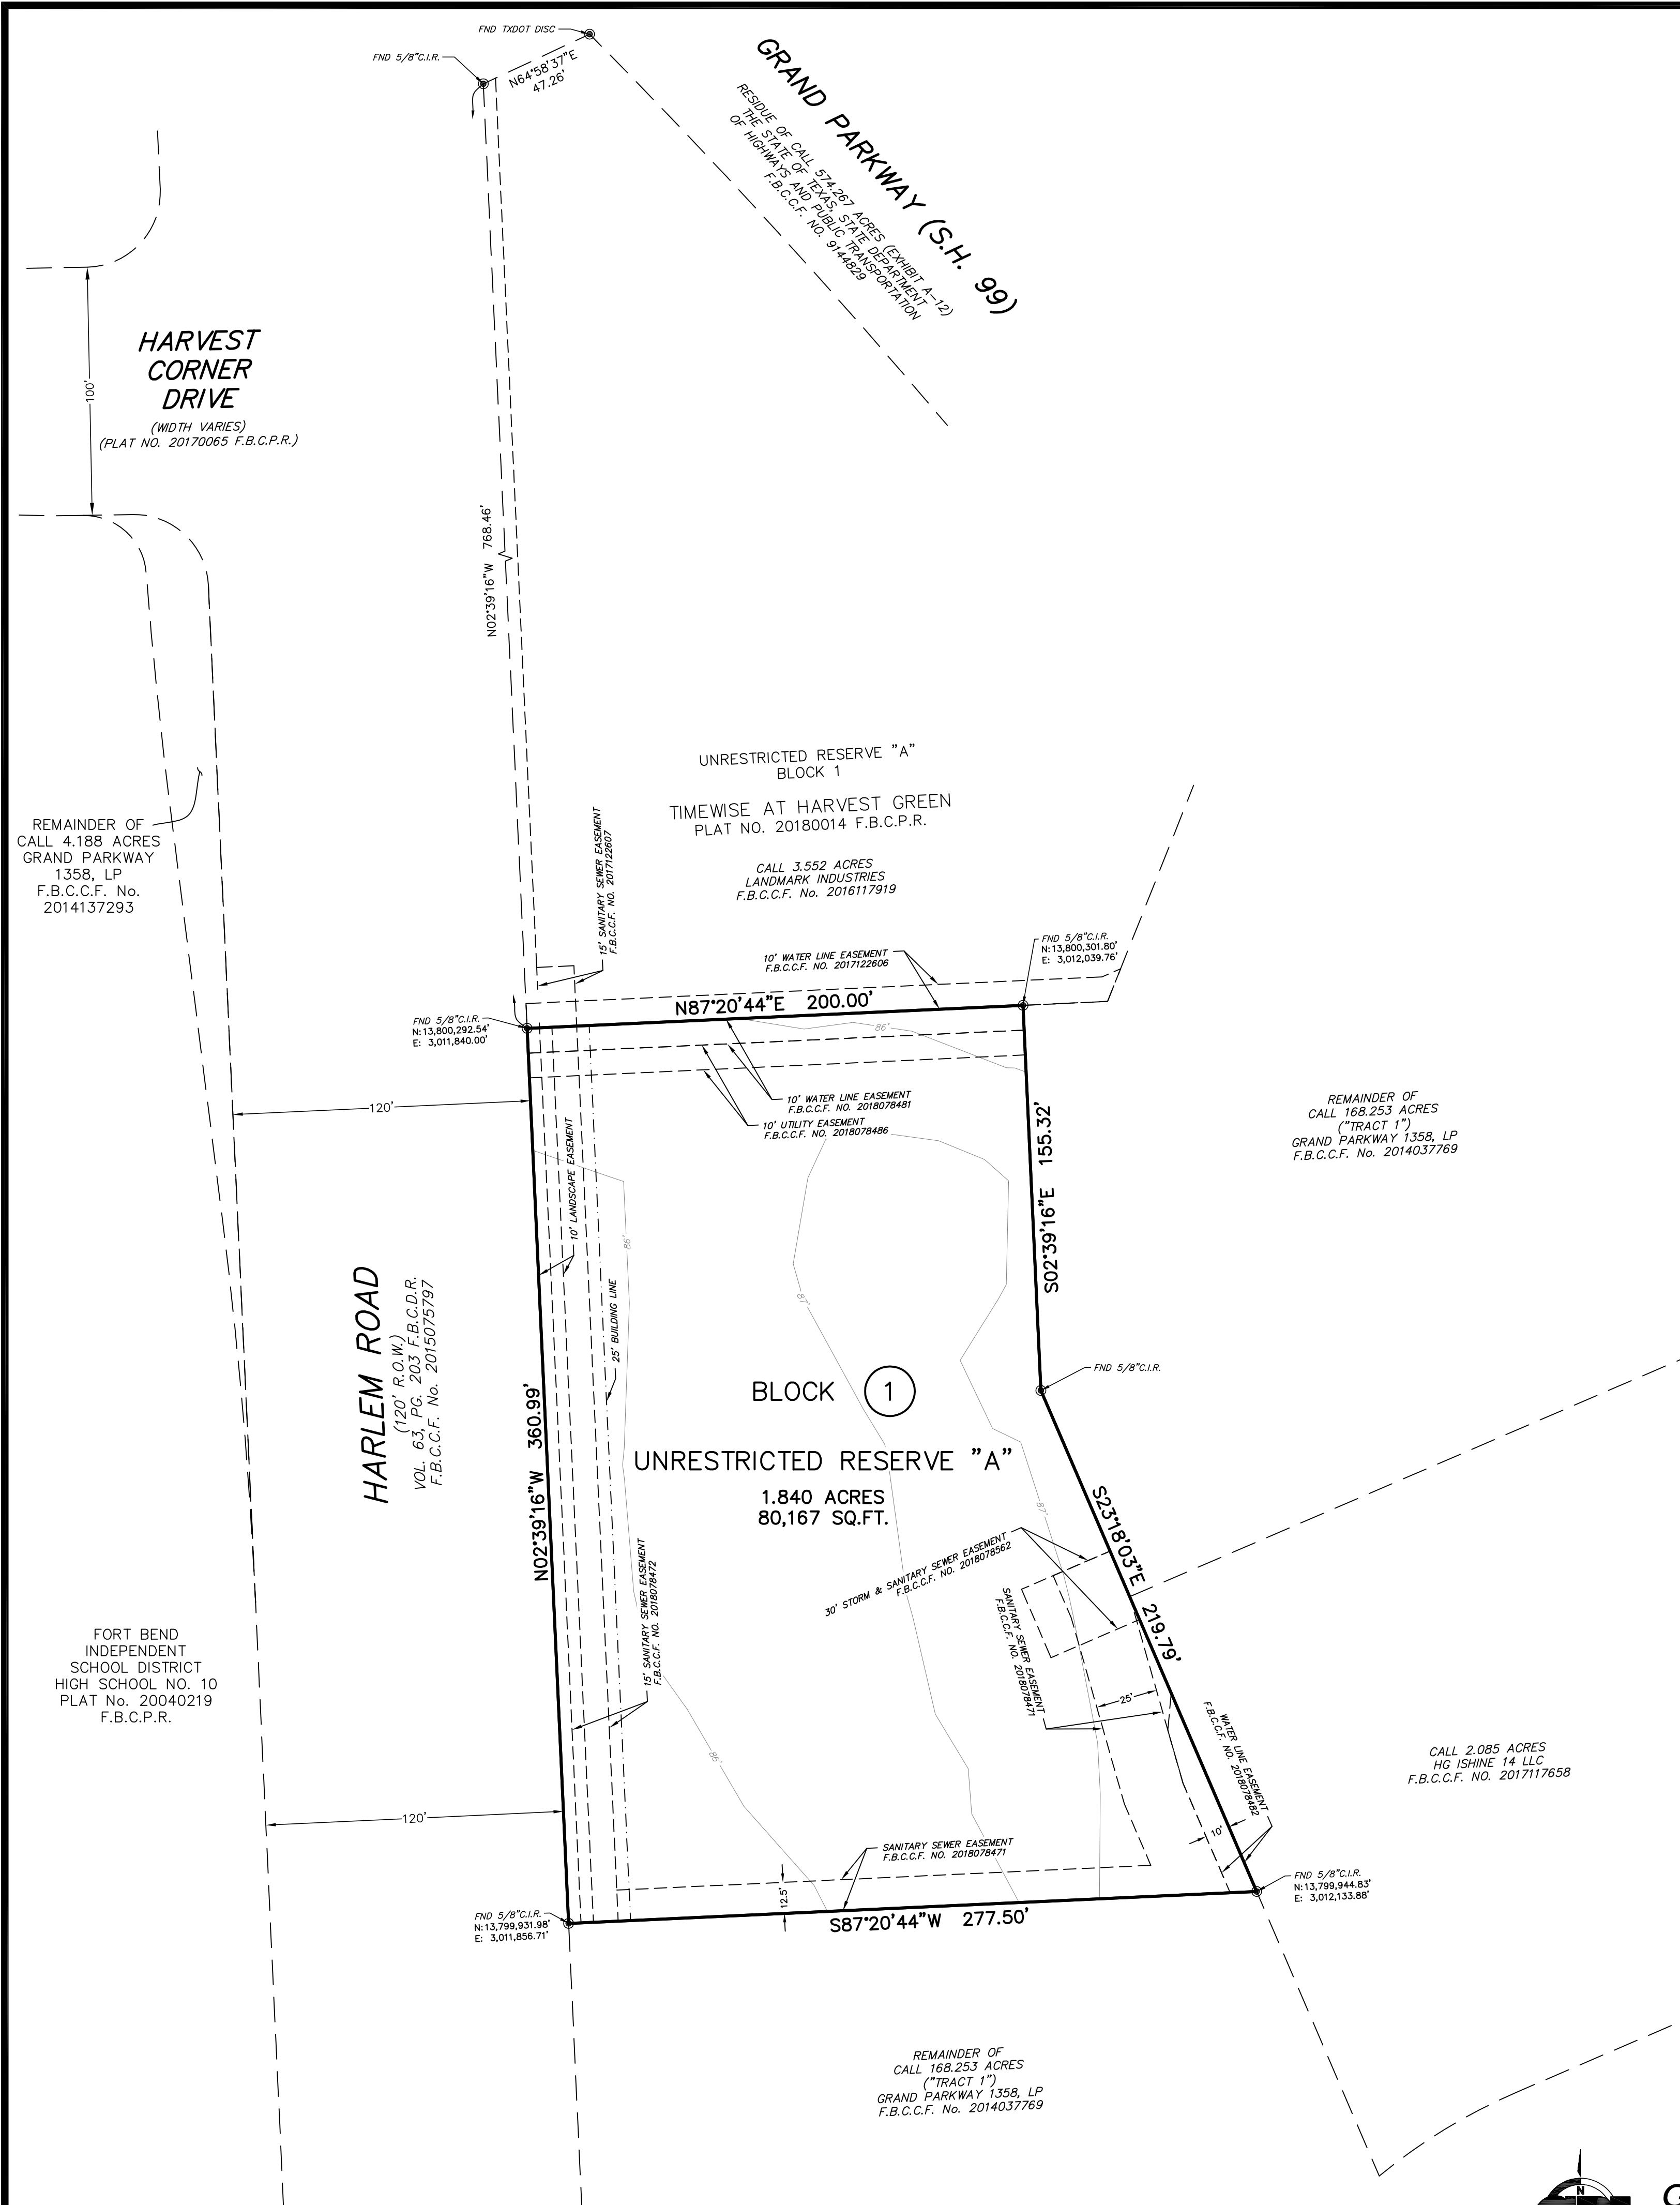 FND TXDOT DISC
FND 5/8"C.I.R.
N64°58'37"E
47.26'
GRAND PARKWAY (S.H. 99)
RESIDUE OF CALL 574.267 ACRES (EXHIBIT A-12)
THE STATE OF TEXAS, STATE DEPARTMENT
OF HIGHWAYS AND PUBLIC TRANSPORTATION
F.B.C.C.F. NO. 9144829
HARVEST
CORNER
DRIVE
(WIDTH VARIES)
(PLAT NO. 20170065 F.B.C.P.R.)
100'
N02°39'16"W 768.46'
UNRESTRICTED RESERVE "A"
BLOCK 1
TIMEWISE AT HARVEST GREEN
PLAT NO. 20180014 F.B.C.P.R.
CALL 3.552 ACRES
LANDMARK INDUSTRIES
F.B.C.C.F. No. 2016117919
REMAINDER OF
CALL 4.188 ACRES
GRAND PARKWAY
1358, LP
F.B.C.C.F. No.
2014137293
15' SANITARY SEWER EASEMENT
F.B.C.C.F. NO. 2017122607
10' WATER LINE EASEMENT
F.B.C.C.F. NO. 2017122606
FND 5/8"C.I.R.
N:13,800,301.80'
E: 3,012,039.76'
N87°20'44"E 200.00'
FND 5/8"C.I.R.
N:13,800,292.54'
E: 3,011,840.00'
86'
10' WATER LINE EASEMENT
F.B.C.C.F. NO. 2018078481
10' UTILITY EASEMENT
F.B.C.C.F. NO. 2018078486
120'
10' LANDSCAPE EASEMENT
S02°39'16"E 155.32'
REMAINDER OF
CALL 168.253 ACRES
("TRACT 1")
GRAND PARKWAY 1358, LP
F.B.C.C.F. No. 2014037769
86'
87'
25' BUILDING LINE
HARLEM ROAD
(120' R.O.W.)
VOL. 63, PG. 203 F.B.C.D.R.
F.B.C.C.F. No. 2015075797
N02°39'16"W 360.99'
FND 5/8"C.I.R.
BLOCK 1
UNRESTRICTED RESERVE "A"
1.840 ACRES
80,167 SQ.FT.
87'
S23°18'03"E 219.79'
30' STORM & SANITARY SEWER EASEMENT
F.B.C.C.F. NO. 2018078562
15' SANITARY SEWER EASEMENT
F.B.C.C.F. NO. 2018078472
SANITARY SEWER EASEMENT
F.B.C.C.F. NO. 2018078471
25'
FORT BEND
INDEPENDENT
SCHOOL DISTRICT
HIGH SCHOOL NO. 10
PLAT No. 20040219
F.B.C.P.R.
86'
WATER LINE EASEMENT
F.B.C.C.F. NO. 2018078482
10'
CALL 2.085 ACRES
HG ISHINE 14 LLC
F.B.C.C.F. NO. 2017117658
120'
SANITARY SEWER EASEMENT
F.B.C.C.F. NO. 2018078471
12.5'
FND 5/8"C.I.R.
N:13,799,944.83'
E: 3,012,133.88'
FND 5/8"C.I.R.
N:13,799,931.98'
E: 3,011,856.71'
S87°20'44"W 277.50'
REMAINDER OF
CALL 168.253 ACRES
("TRACT 1")
GRAND PARKWAY 1358, LP
F.B.C.C.F. No. 2014037769
N